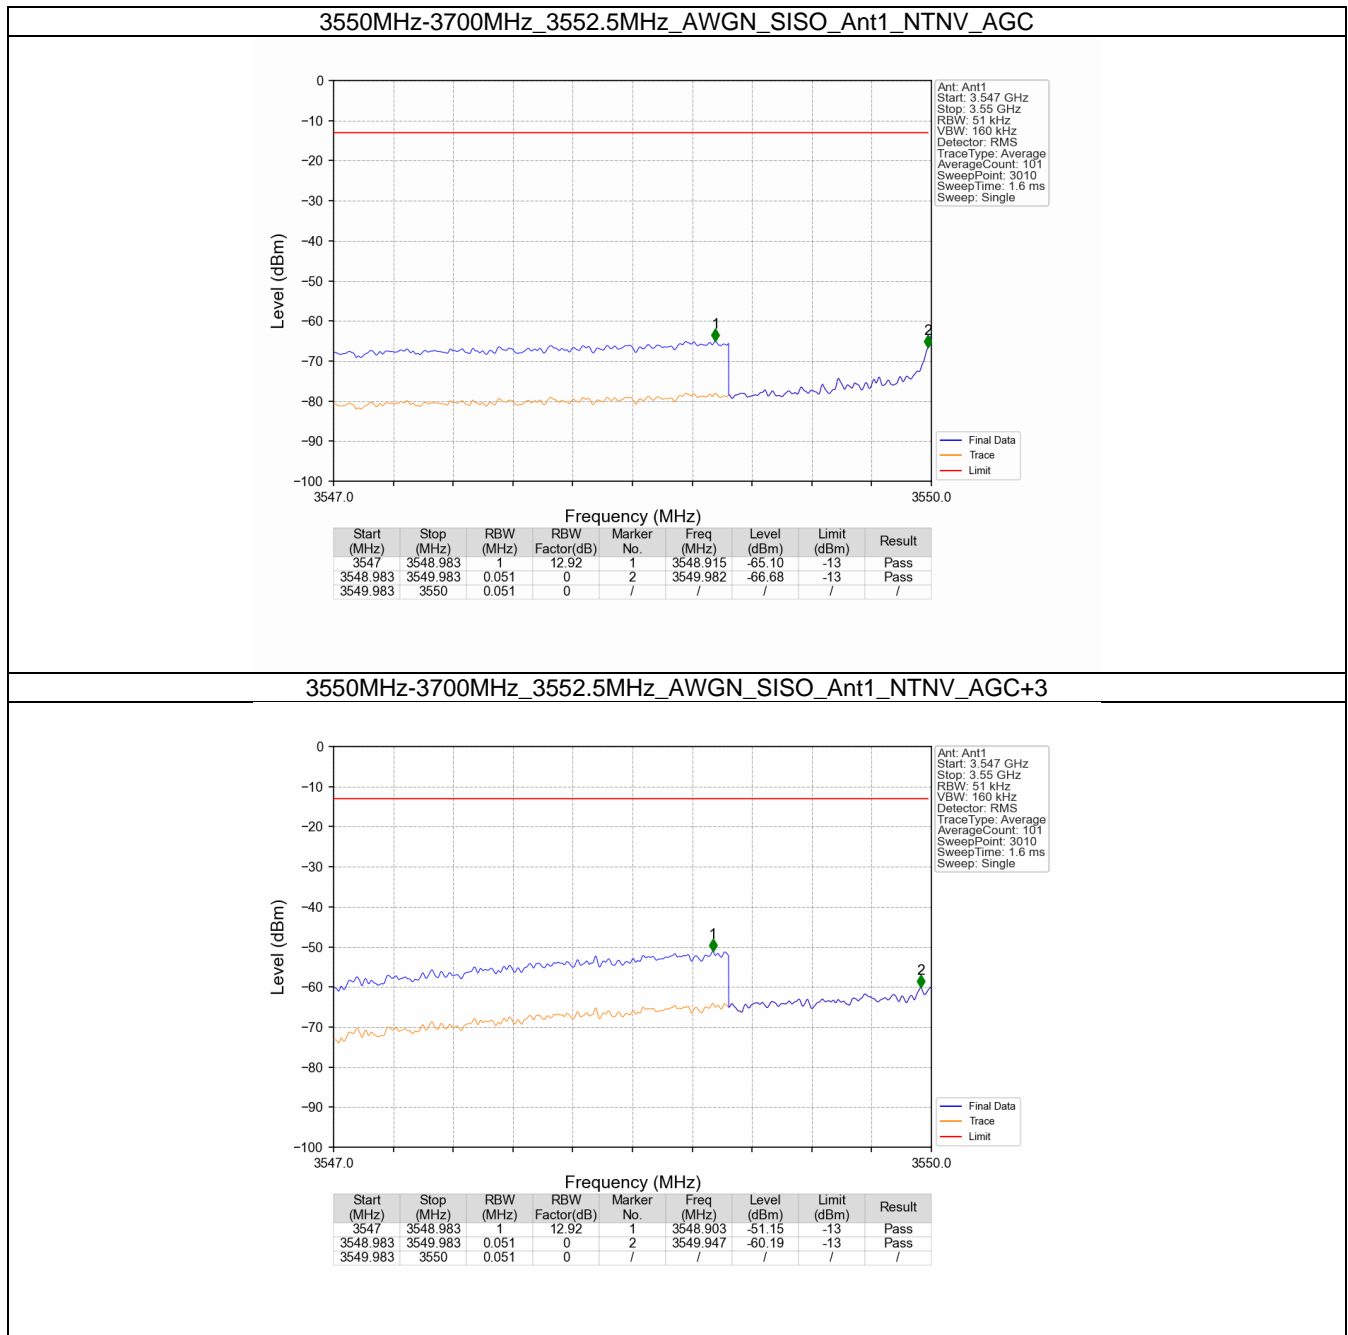 3550MHz-3700MHz_3552.5MHz_AWGN_SISO_Ant1_NTNV_AGC
0
−10
−20
−30
−40
−50
−60
−70
−80
−90
−100
Level (dBm)
1
2
3547.0
3550.0
Frequency (MHz)
Ant: Ant1
Start: 3.547 GHz
Stop: 3.55 GHz
RBW: 51 kHz
VBW: 160 kHz
Detector: RMS
TraceType: Average
AverageCount: 101
SweepPoint: 3010
SweepTime: 1.6 ms
Sweep: Single
Final Data
Trace
Limit
Start (MHz) Stop (MHz) RBW (MHz) RBW Factor(dB) Marker No. Freq (MHz) Level (dBm) Limit (dBm) Result
3547 3548.983 1 12.92 1 3548.915 -65.10 -13 Pass
3548.983 3549.983 0.051 0 2 3549.982 -66.68 -13 Pass
3549.983 3550 0.051 0 / / / / /
3550MHz-3700MHz_3552.5MHz_AWGN_SISO_Ant1_NTNV_AGC+3
0
−10
−20
−30
−40
−50
−60
−70
−80
−90
−100
Level (dBm)
1
2
3547.0
3550.0
Frequency (MHz)
Ant: Ant1
Start: 3.547 GHz
Stop: 3.55 GHz
RBW: 51 kHz
VBW: 160 kHz
Detector: RMS
TraceType: Average
AverageCount: 101
SweepPoint: 3010
SweepTime: 1.6 ms
Sweep: Single
Final Data
Trace
Limit
Start (MHz) Stop (MHz) RBW (MHz) RBW Factor(dB) Marker No. Freq (MHz) Level (dBm) Limit (dBm) Result
3547 3548.983 1 12.92 1 3548.903 -51.15 -13 Pass
3548.983 3549.983 0.051 0 2 3549.947 -60.19 -13 Pass
3549.983 3550 0.051 0 / / / / /